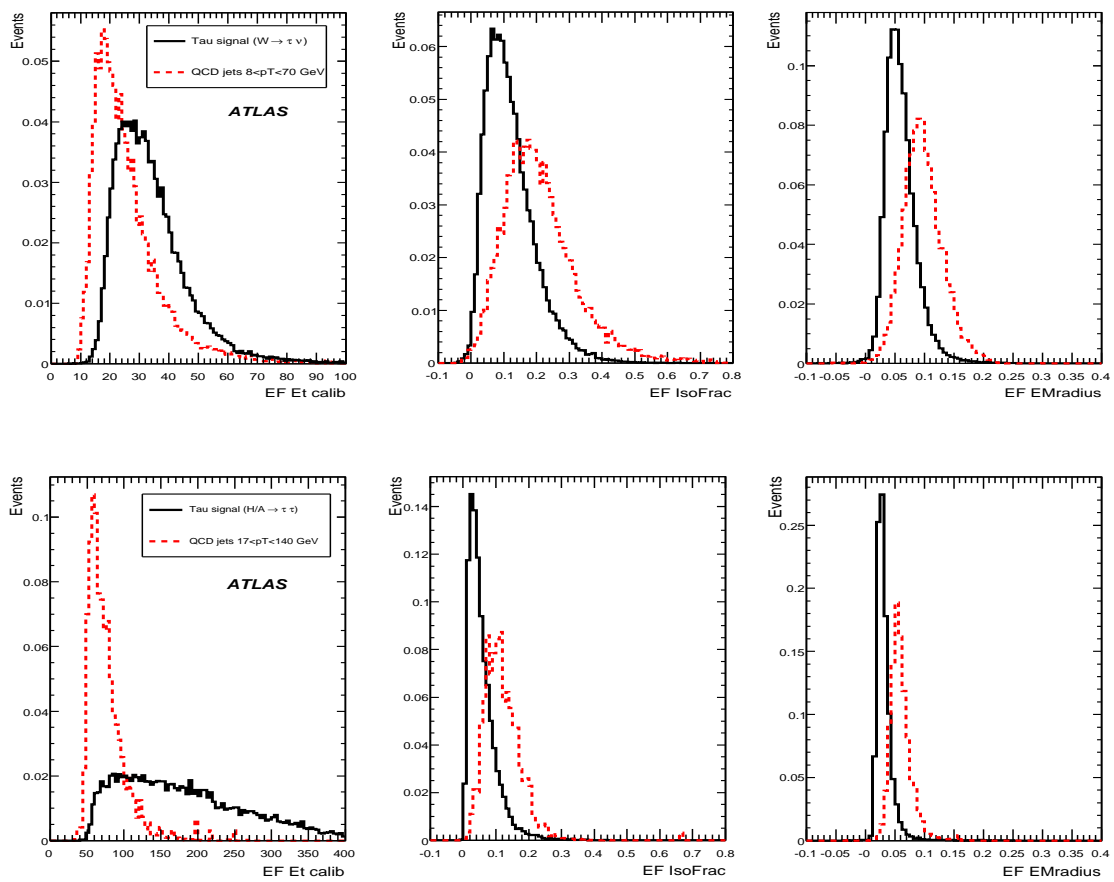 Events
0.05
0.04
0.03
0.02
0.01
0
Tau signal (W → τ ν)
QCD jets 8<pT<70 GeV
ATLAS
0 10 20 30 40 50 60 70 80 90 100
EF Et calib
Events
0.06
0.05
0.04
0.03
0.02
0.01
0
-0.1 0 0.1 0.2 0.3 0.4 0.5 0.6 0.7 0.8
EF IsoFrac
Events
0.1
0.08
0.06
0.04
0.02
0
-0.1 -0.05 -0 0.05 0.1 0.15 0.2 0.25 0.3 0.35 0.4
EF EMradius
Events
0.1
0.08
0.06
0.04
0.02
0
Tau signal (H/A → τ τ)
QCD jets 17<pT<140 GeV
ATLAS
0 50 100 150 200 250 300 350 400
EF Et calib
Events
0.14
0.12
0.1
0.08
0.06
0.04
0.02
0
-0.1 0 0.1 0.2 0.3 0.4 0.5 0.6 0.7 0.8
EF IsoFrac
Events
0.25
0.2
0.15
0.1
0.05
0
-0.1 -0.05 -0 0.05 0.1 0.15 0.2 0.25 0.3 0.35 0.4
EF EMradius